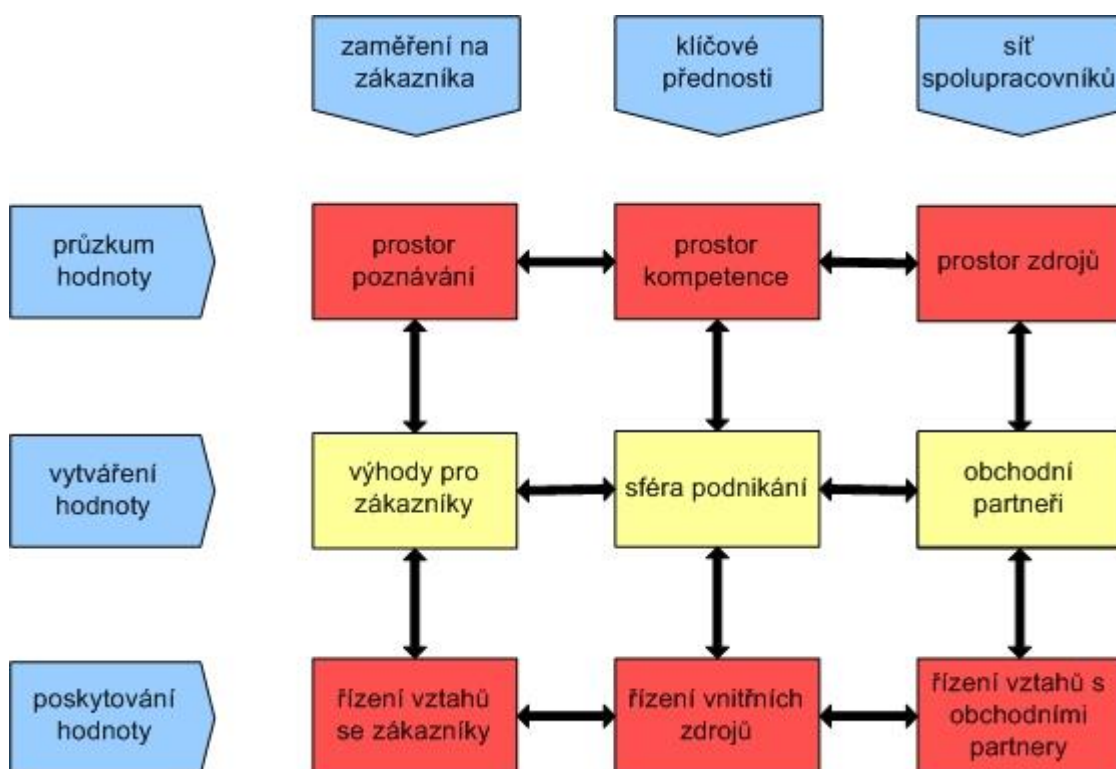 zaměření na
zákazníka
klíčové
přednosti
síť
spolupracovníků
průzkum
hodnoty
prostor
poznávání
prostor
kompetence
prostor zdrojů
vytváření
hodnoty
výhody pro
zákazníky
sféra podnikání
obchodní
partneři
poskytování
hodnoty
řízení vztahů
se zákazníky
řízení vnitřních
zdrojů
řízení vztahů s
obchodními
partnery